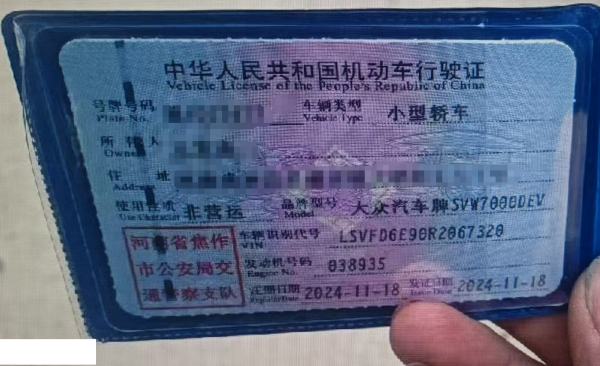 中华人民共和国机动车行驶证
Vehicle License of the People's Republic of China
号牌号码 车辆类型 小型轿车
Plate No. Vehicle Type
所有人
Owner
住址
Address
使用性质 非营运 品牌型号 大众汽车牌SVW7000DEV
Use Character Model
河南省焦作
市公安局交
通警察支队
车辆识别代号 LSVFD6E90R2067320
VIN
发动机号码 038935
Engine No.
注册日期 2024-11-18 发证日期 2024-11-18
Register Date Issue Date